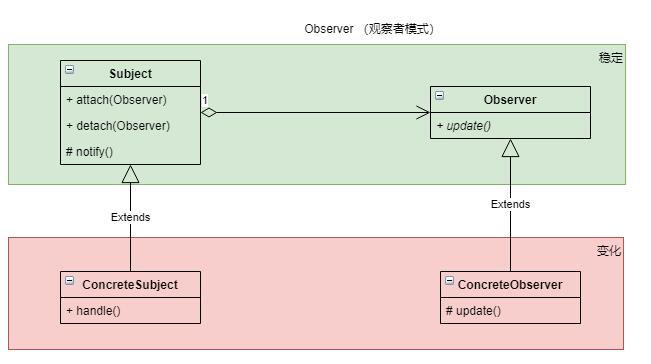 Observer （观察者模式）
稳定
Subject
+ attach(Observer)
+ detach(Observer)
# notify()
1
Observer
+ update()
Extends
Extends
变化
ConcreteSubject
+ handle()
ConcreteObserver
# update()